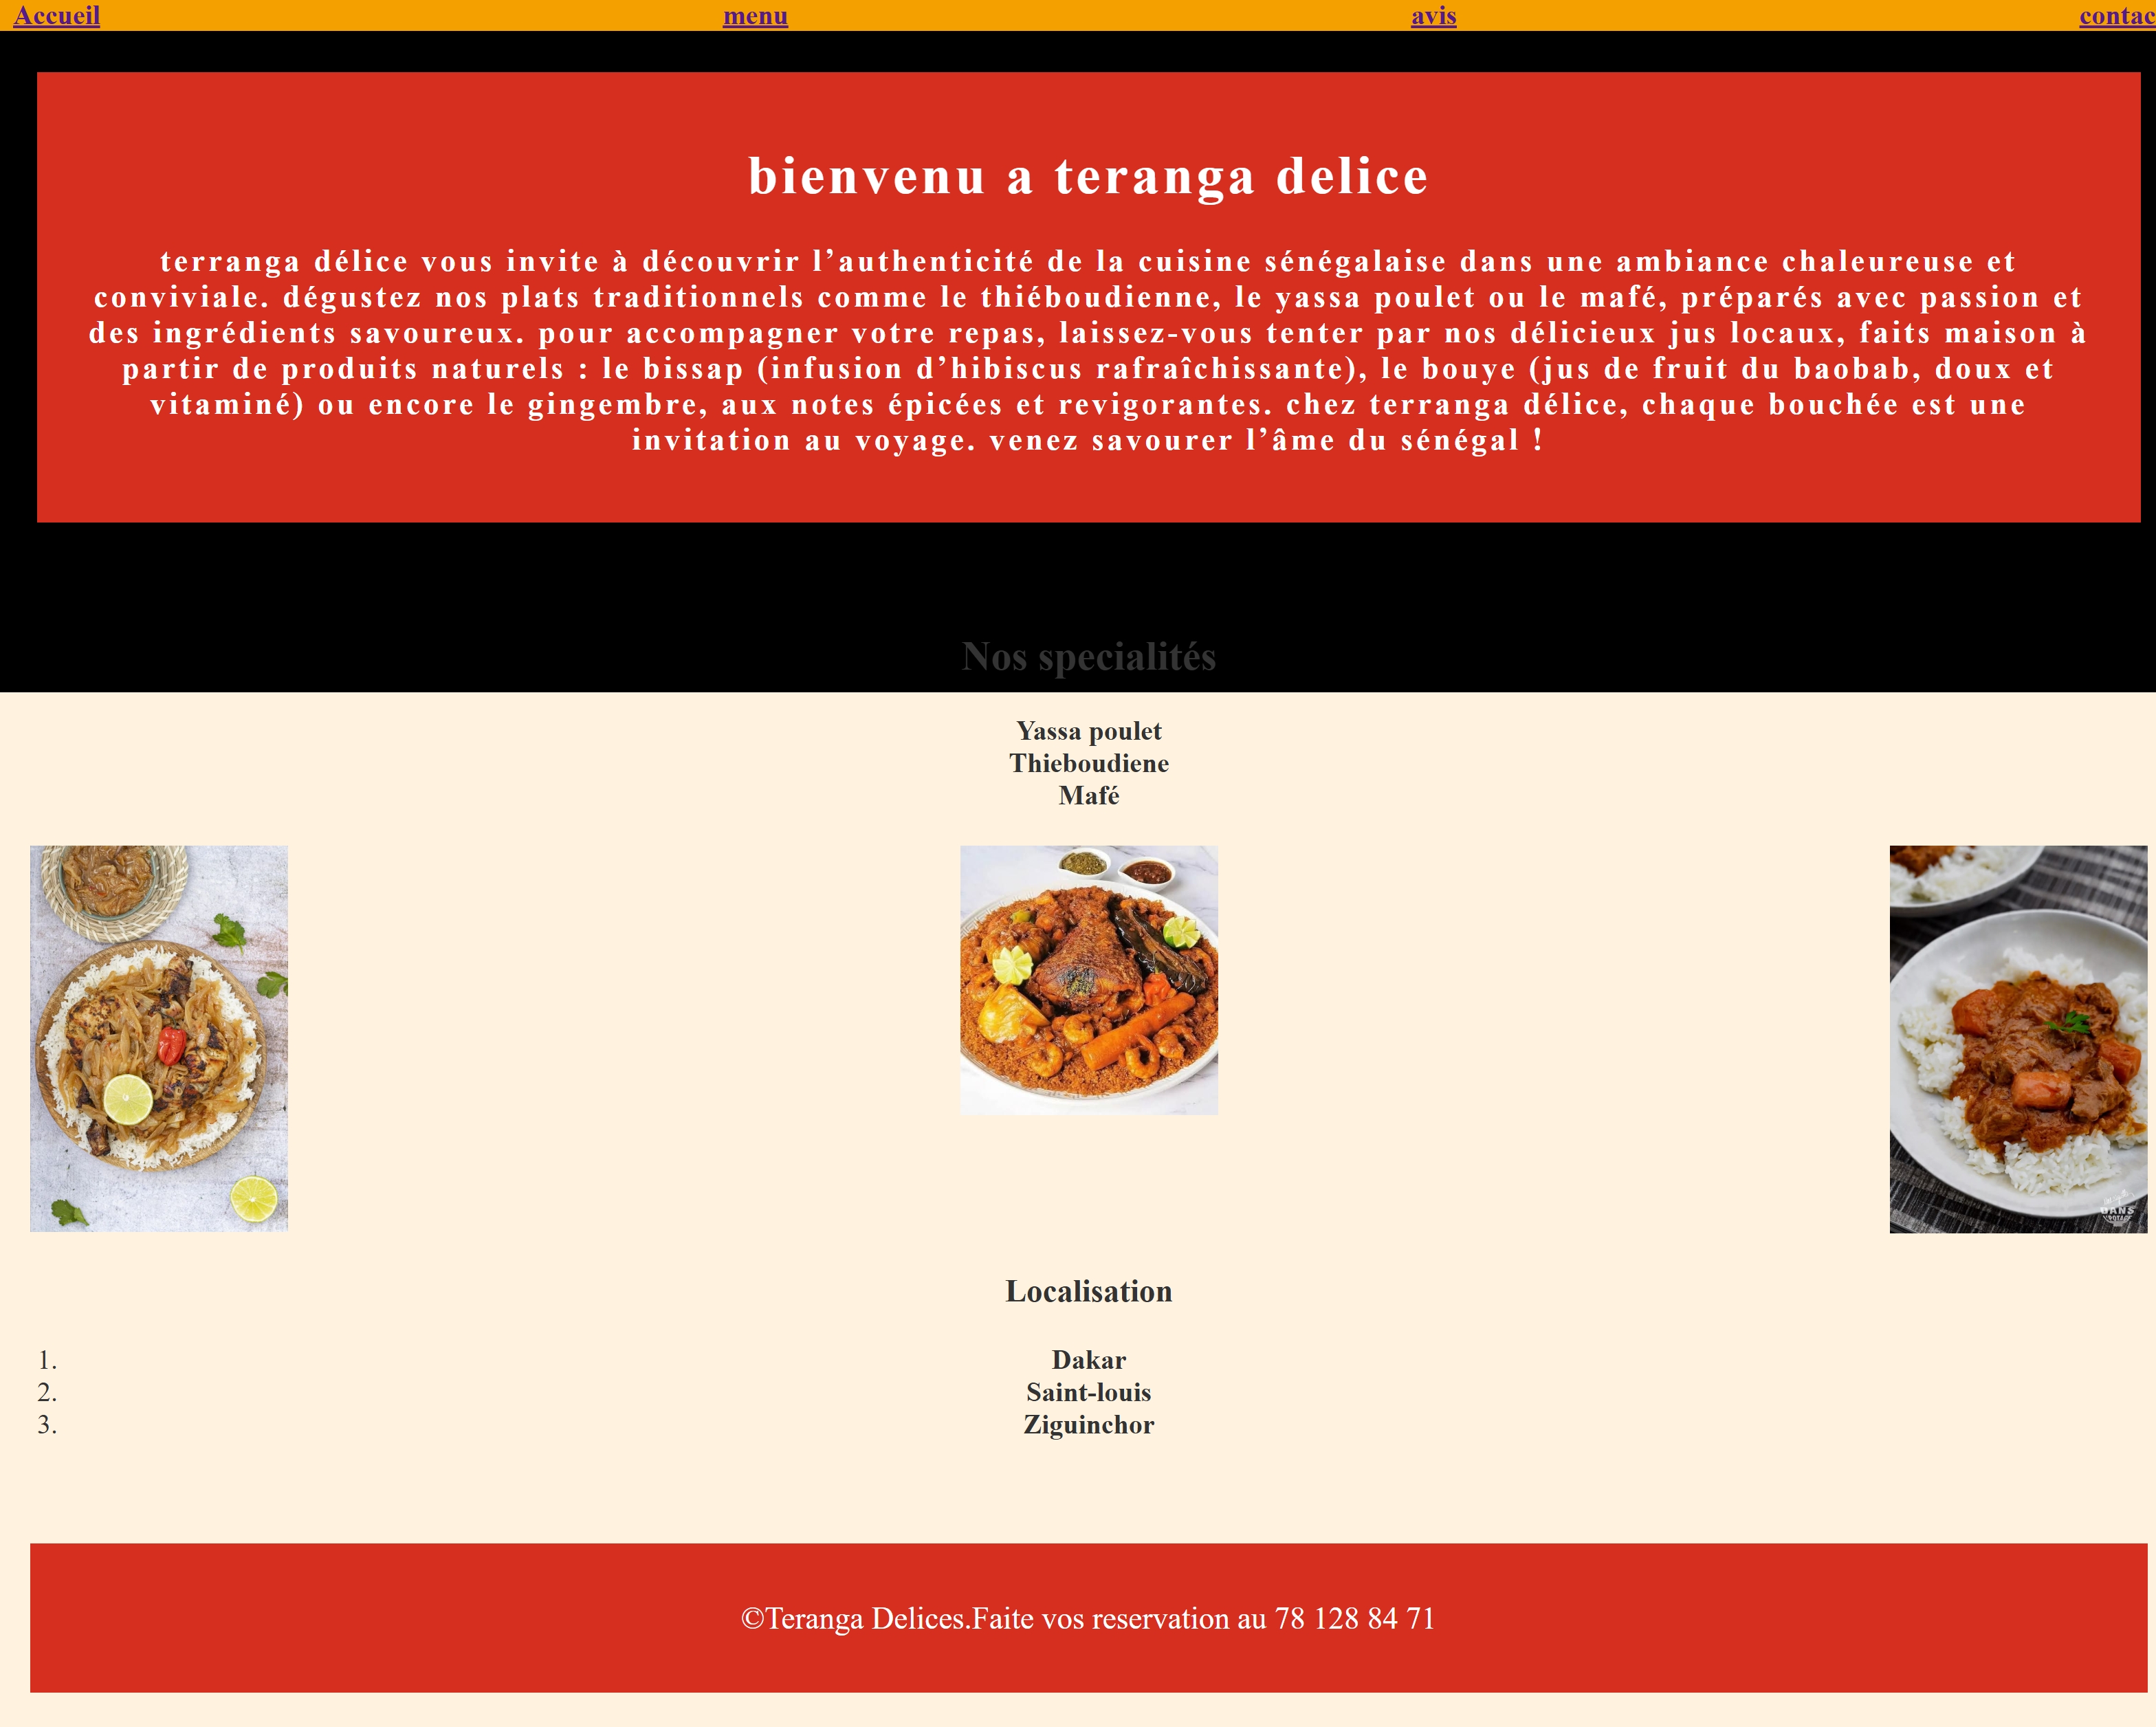 Accueil menu avis contac
bienvenu a teranga delice
terranga délice vous invite à découvrir l’authenticité de la cuisine sénégalaise dans une ambiance chaleureuse et
conviviale. dégustez nos plats traditionnels comme le thiéboudienne, le yassa poulet ou le mafé, préparés avec passion et
des ingrédients savoureux. pour accompagner votre repas, laissez-vous tenter par nos délicieux jus locaux, faits maison à
partir de produits naturels : le bissap (infusion d’hibiscus rafraîchissante), le bouye (jus de fruit du baobab, doux et
vitaminé) ou encore le gingembre, aux notes épicées et revigorantes. chez terranga délice, chaque bouchée est une
invitation au voyage. venez savourer l’âme du sénégal !
Nos specialités
Yassa poulet
Thieboudiene
Mafé
DANS
Localisation
1. Dakar
2. Saint-louis
3. Ziguinchor
©Teranga Delices.Faite vos reservation au 78 128 84 71